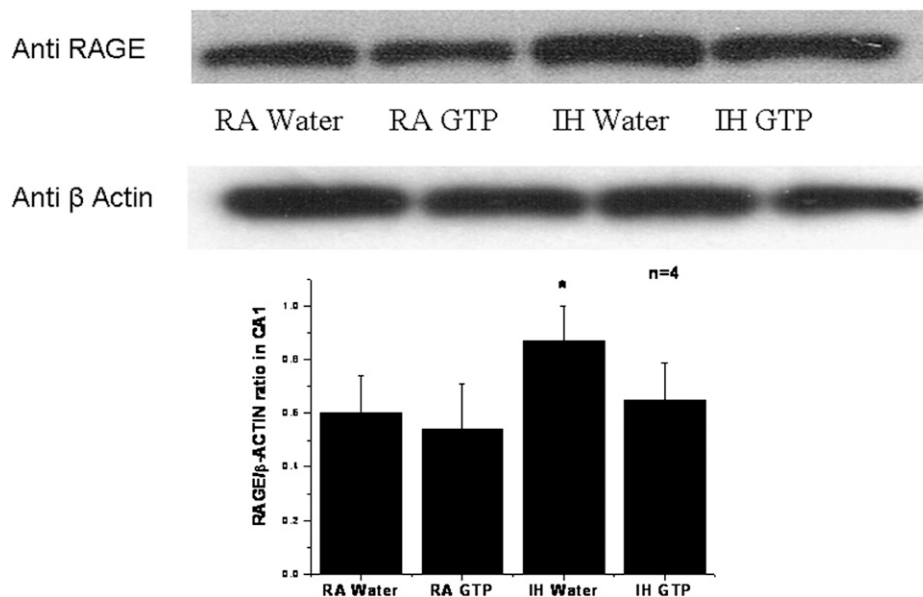 Anti RAGE
RA Water RA GTP IH Water IH GTP
Anti β Actin
n=4
*
RAGE/β-ACTIN ratio in CA1
1.0
0.8
0.6
0.4
0.2
0.0
RA Water RA GTP IH Water IH GTP